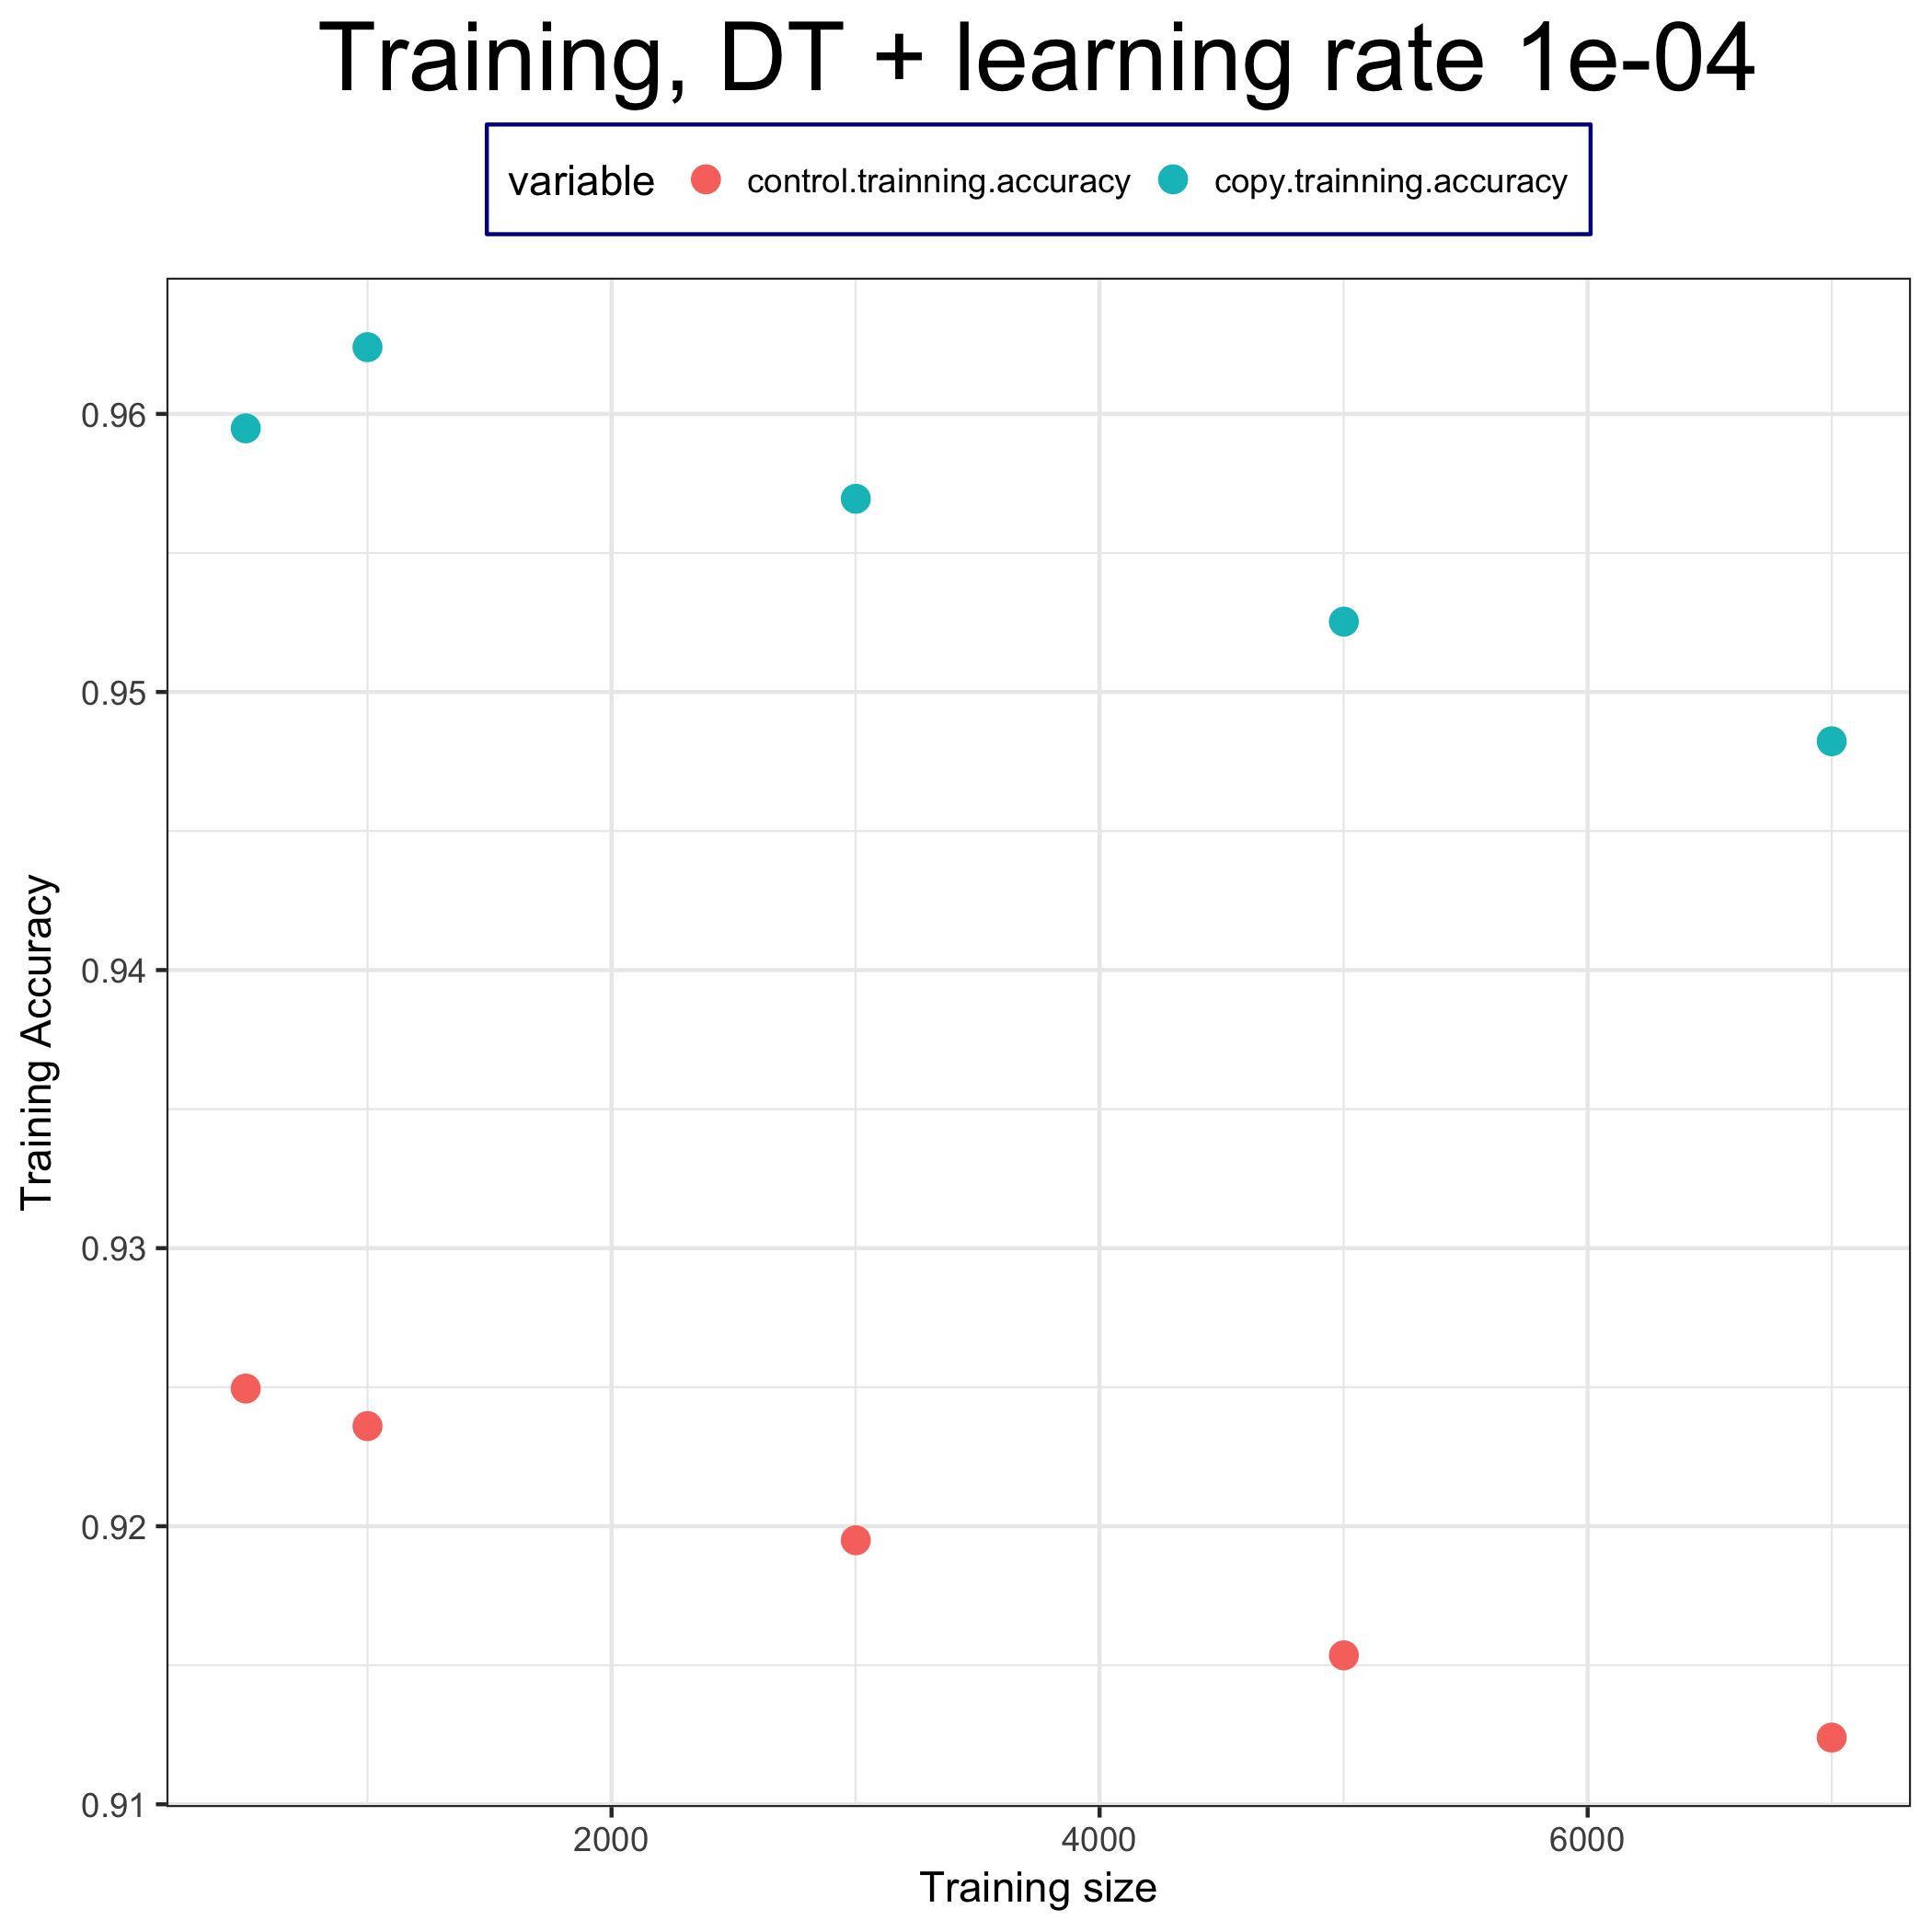 Training, DT + learning rate 1e-04
variable control.trainning.accuracy copy.trainning.accuracy
0.96
0.95
0.94
0.93
0.92
0.91
Training Accuracy
2000 4000 6000
Training size